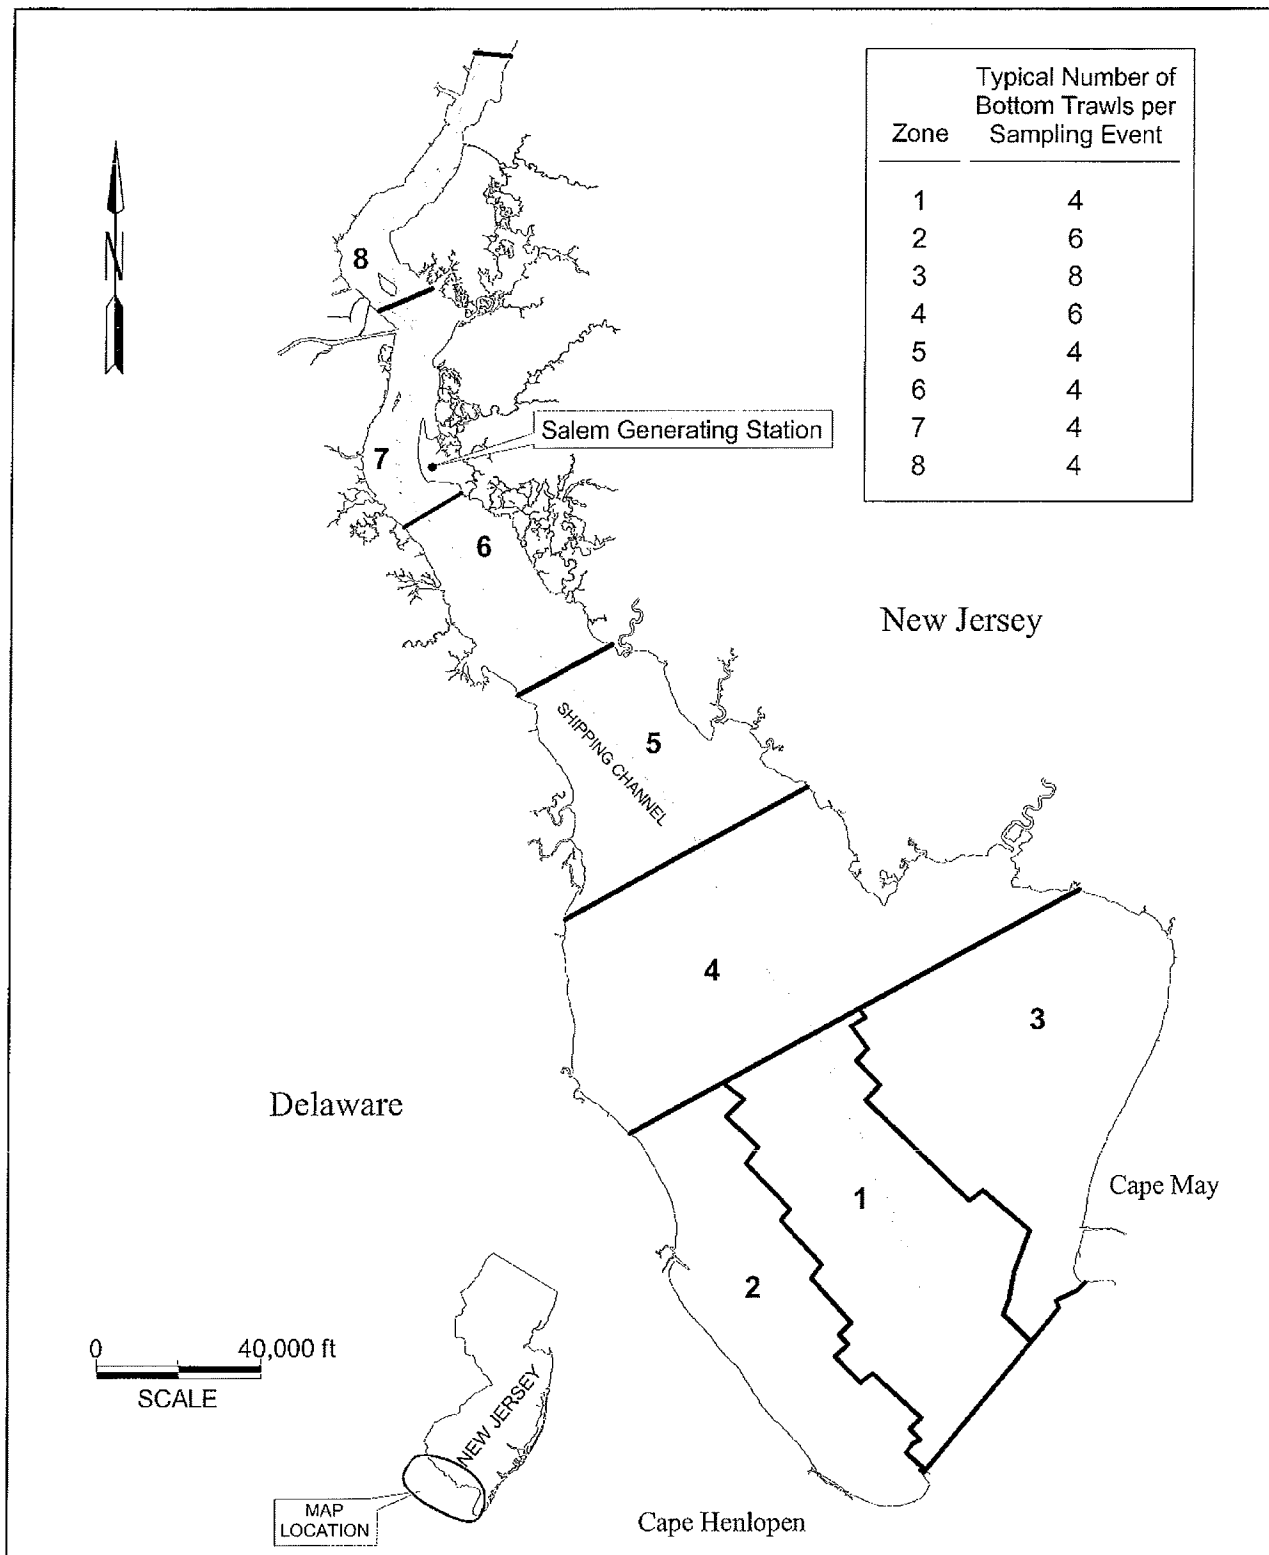 Typical Number of
Bottom Trawls per
Zone Sampling Event
1 4
2 6
3 8
4 6
5 4
6 4
7 4
8 4
N
8
Salem Generating Station
7
6
New Jersey
5
SHIPPING CHANNEL
4
3
Delaware
1
Cape May
2
0 40,000 ft
SCALE
NEW JERSEY
MAP
LOCATION
Cape Henlopen